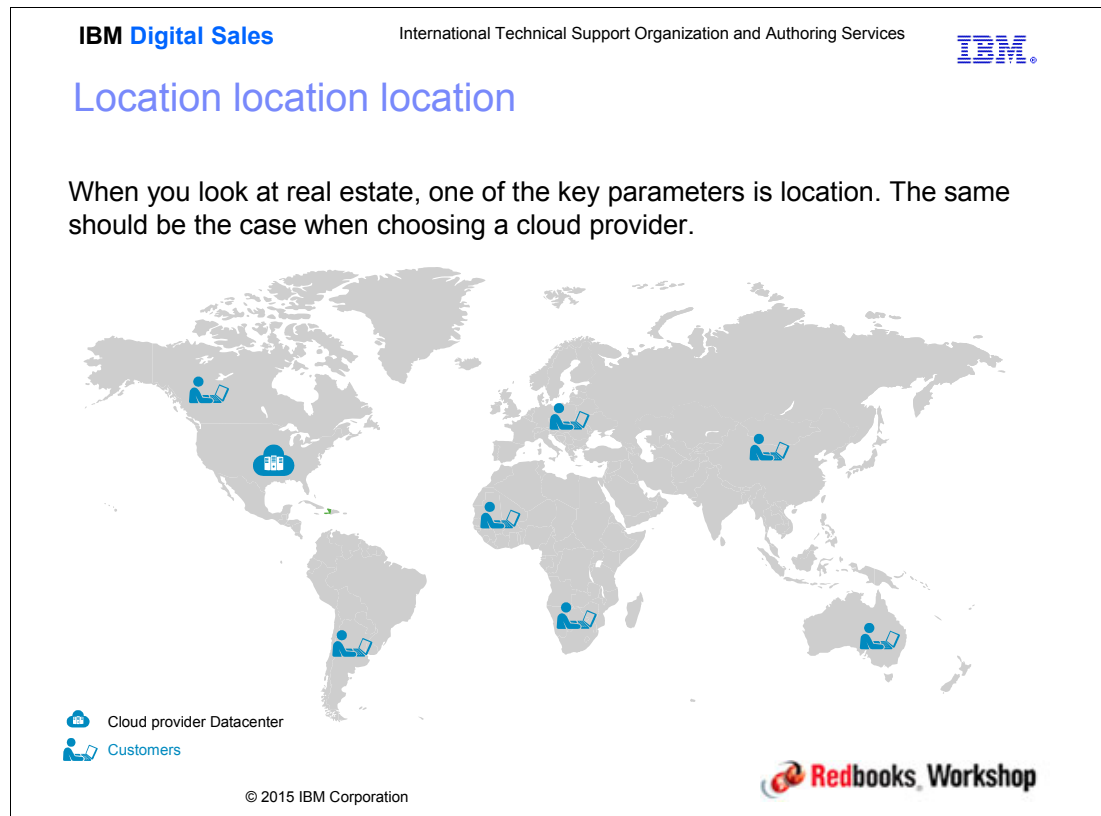 IBM Digital Sales
International Technical Support Organization and Authoring Services
IBM®
Location location location
When you look at real estate, one of the key parameters is location. The same
should be the case when choosing a cloud provider.
Cloud provider Datacenter
Customers
© 2015 IBM Corporation
Redbooks Workshop